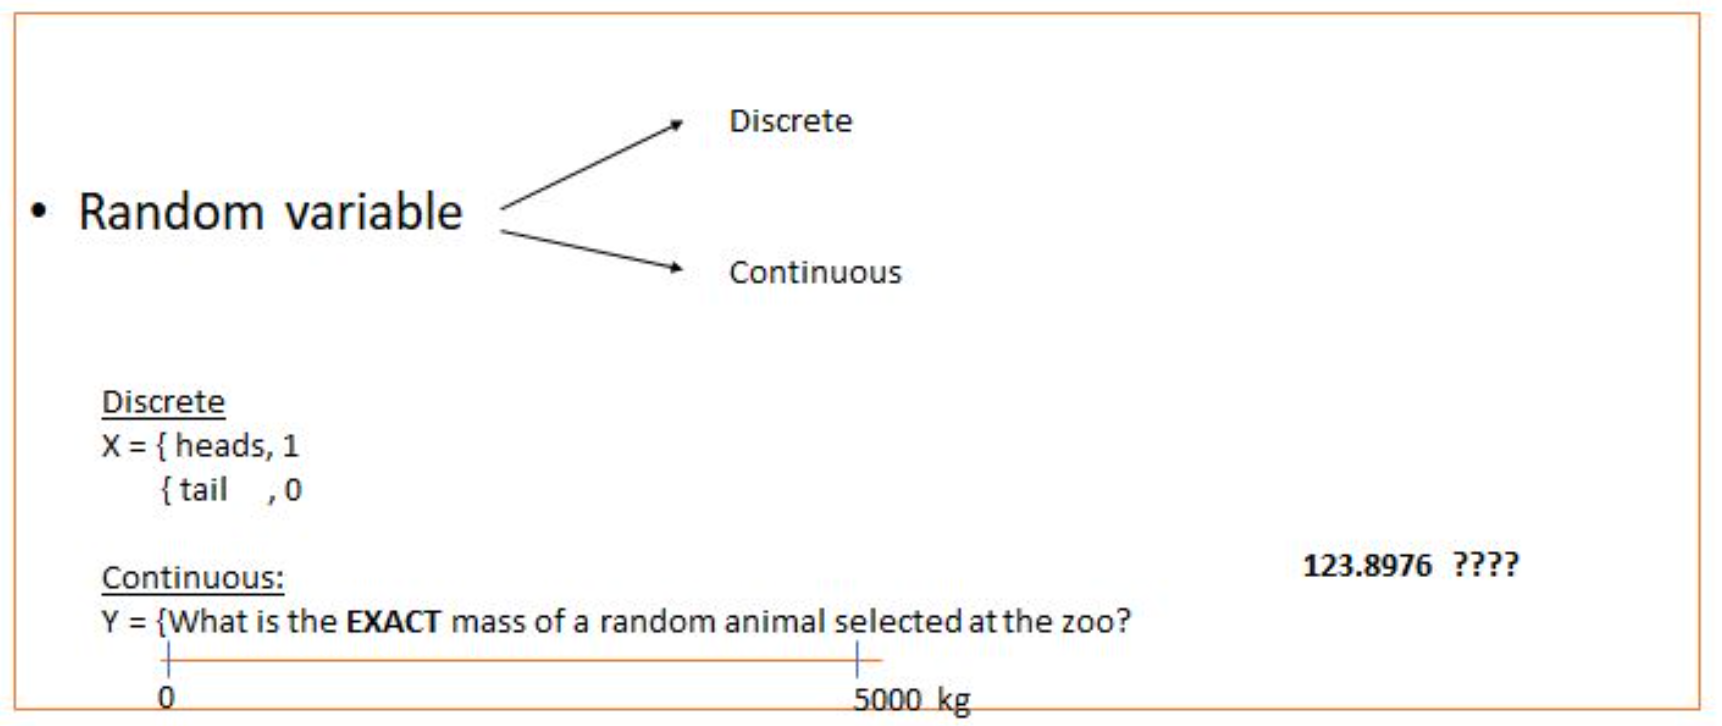 Discrete
• Random variable
Continuous
Discrete
X = { heads, 1
{ tail , 0
123.8976 ????
Continuous:
Y = {What is the EXACT mass of a random animal selected at the zoo?
0 5000 kg